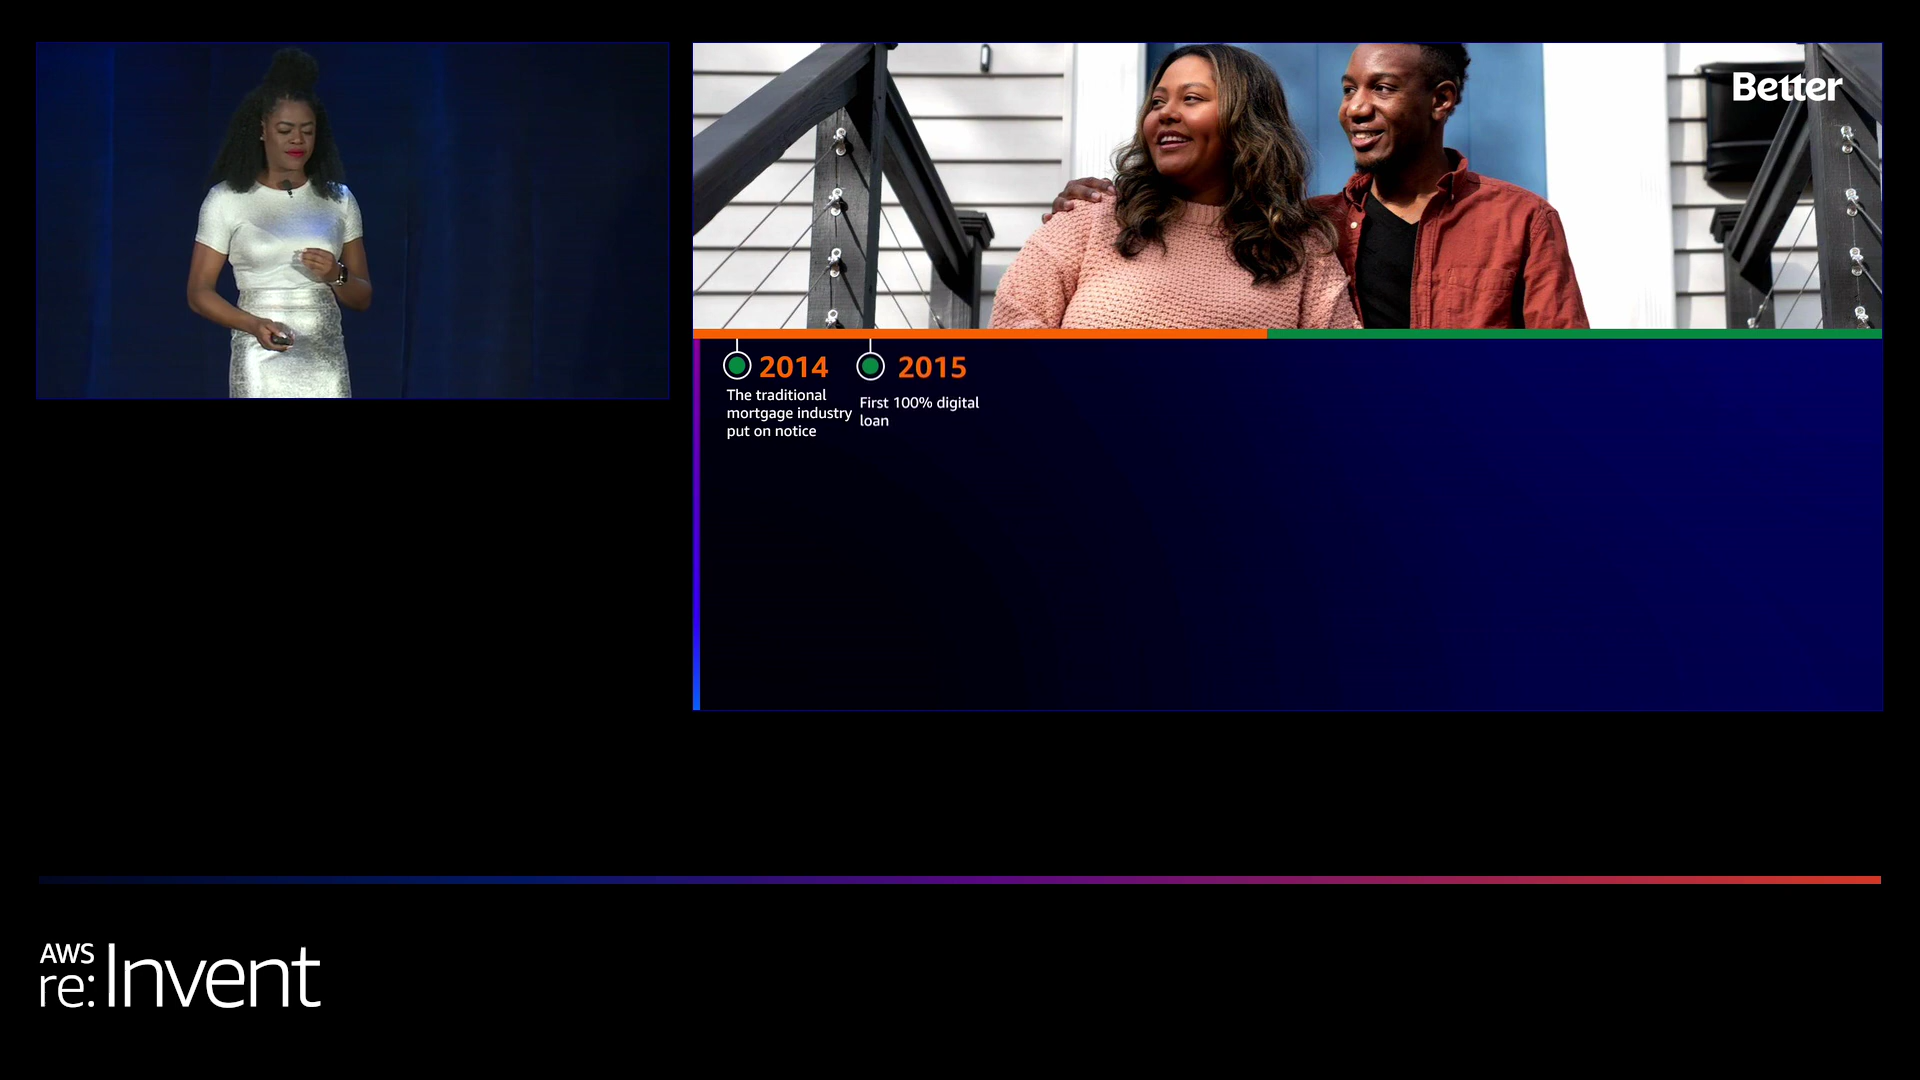 Better
2014
The traditional
mortgage industry
put on notice
2015
First 100% digital
loan
AWS
re:Invent